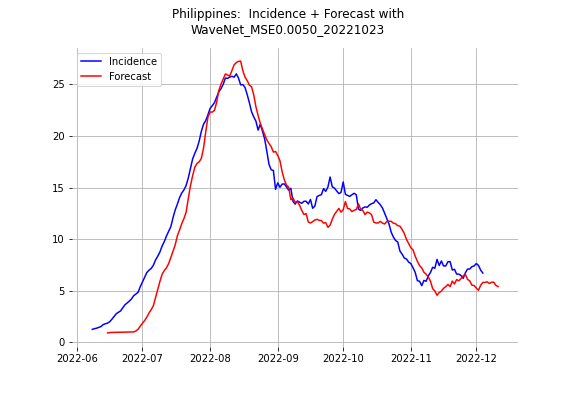 Philippines:  Incidence + Forecast with
WaveNet_MSE0.0050_20221023
Incidence
Forecast
25
20
15
10
5
0
2022-06 2022-07 2022-08 2022-09 2022-10 2022-11 2022-12